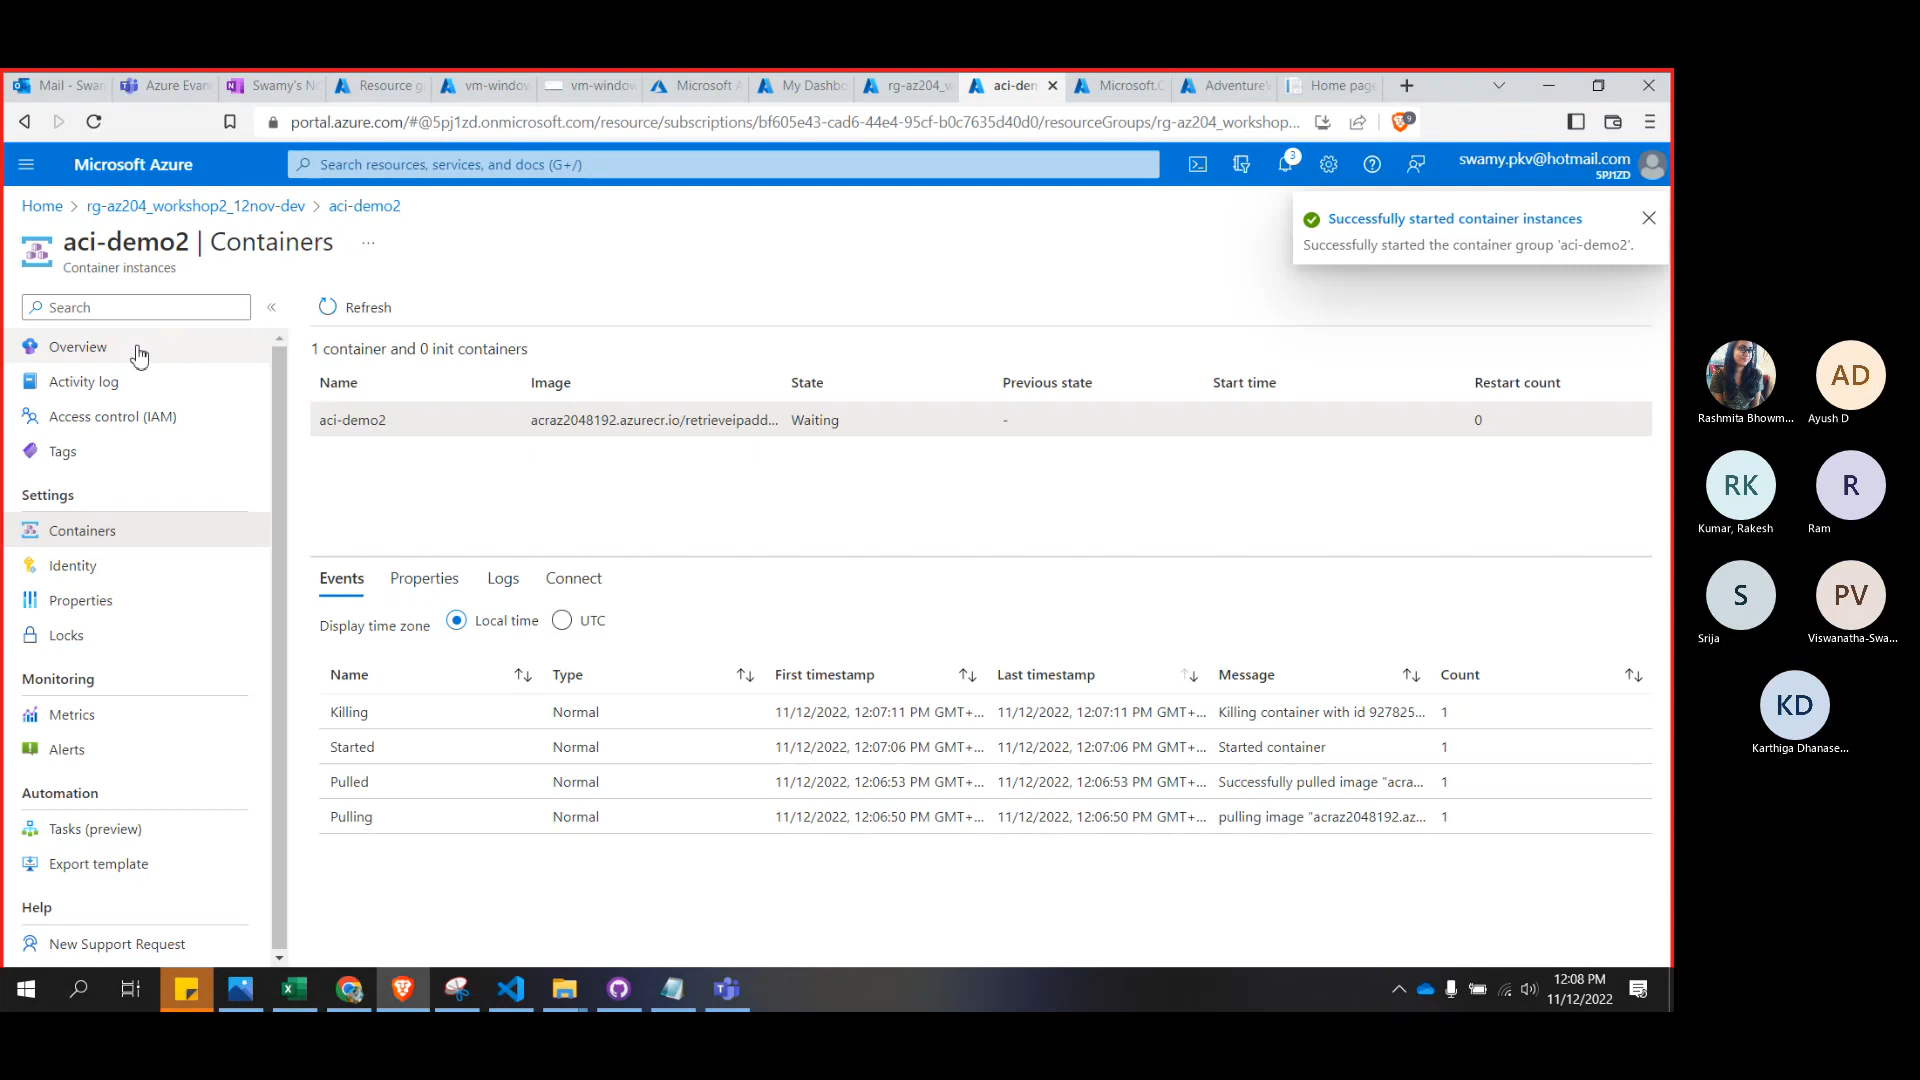 Mail - Swan
Azure Evan
Swamy's N
Resource g
vm-windov
vm-windov
Microsoft A
My Dashbo
rg-az204_w
aci-den
Microsoft.C
AdventureV
Home page
portal.azure.com/#@5pj1zd.onmicrosoft.com/resource/subscriptions/bf605e43-cad6-44e4-95cf-b0c7635d40d0/resourceGroups/rg-az204_workshop...
9
Microsoft Azure
Search resources, services, and docs (G+/)
3
swamy.pkv@hotmail.com
5PJ1ZD
Home > rg-az204_workshop2_12nov-dev > aci-demo2
aci-demo2 | Containers ...
Container instances
Successfully started container instances
Successfully started the container group 'aci-demo2'.
Search
«
Overview
Activity log
Access control (IAM)
Tags
Settings
Containers
Identity
Properties
Locks
Monitoring
Metrics
Alerts
Automation
Tasks (preview)
Export template
Help
New Support Request
Refresh
1 container and 0 init containers
Name Image State Previous state Start time Restart count
aci-demo2 acraz2048192.azurecr.io/retrieveipadd... Waiting - 0
Events Properties Logs Connect
Display time zone Local time UTC
Name Type First timestamp Last timestamp Message Count
Killing Normal 11/12/2022, 12:07:11 PM GMT+... 11/12/2022, 12:07:11 PM GMT+... Killing container with id 927825... 1
Started Normal 11/12/2022, 12:07:06 PM GMT+... 11/12/2022, 12:07:06 PM GMT+... Started container 1
Pulled Normal 11/12/2022, 12:06:53 PM GMT+... 11/12/2022, 12:06:53 PM GMT+... Successfully pulled image "acra... 1
Pulling Normal 11/12/2022, 12:06:50 PM GMT+... 11/12/2022, 12:06:50 PM GMT+... pulling image "acraz2048192.az... 1
12:08 PM
11/12/2022
Rashmita Bhowm...
AD
Ayush D
RK
Kumar, Rakesh
R
Ram
S
Srija
PV
Viswanatha-Swa...
KD
Karthiga Dhanase...